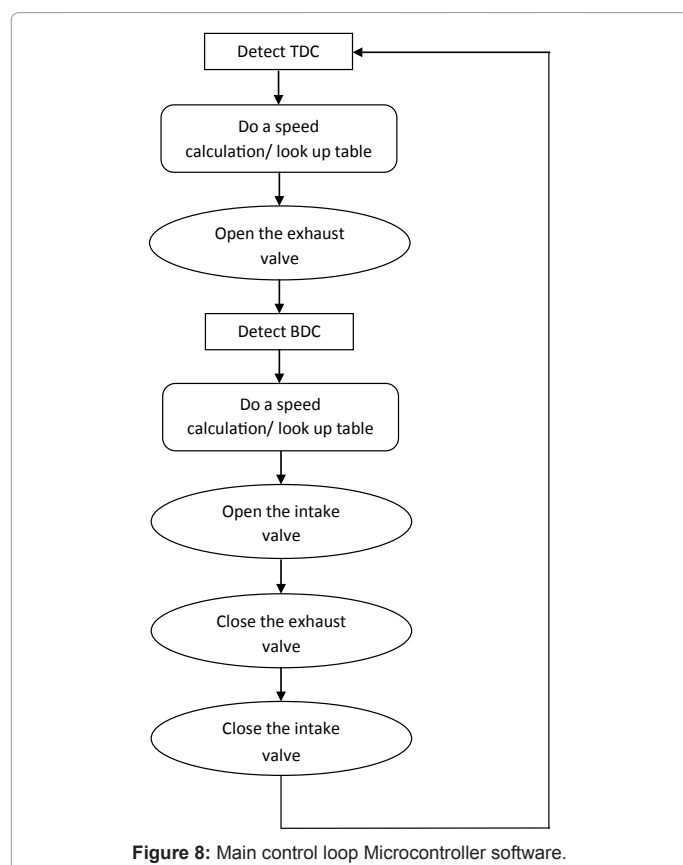 Detect TDC
Do a speed
calculation/ look up table
Open the exhaust
valve
Detect BDC
Do a speed
calculation/ look up table
Open the intake
valve
Close the exhaust
valve
Close the intake
valve
Figure 8: Main control loop Microcontroller software.